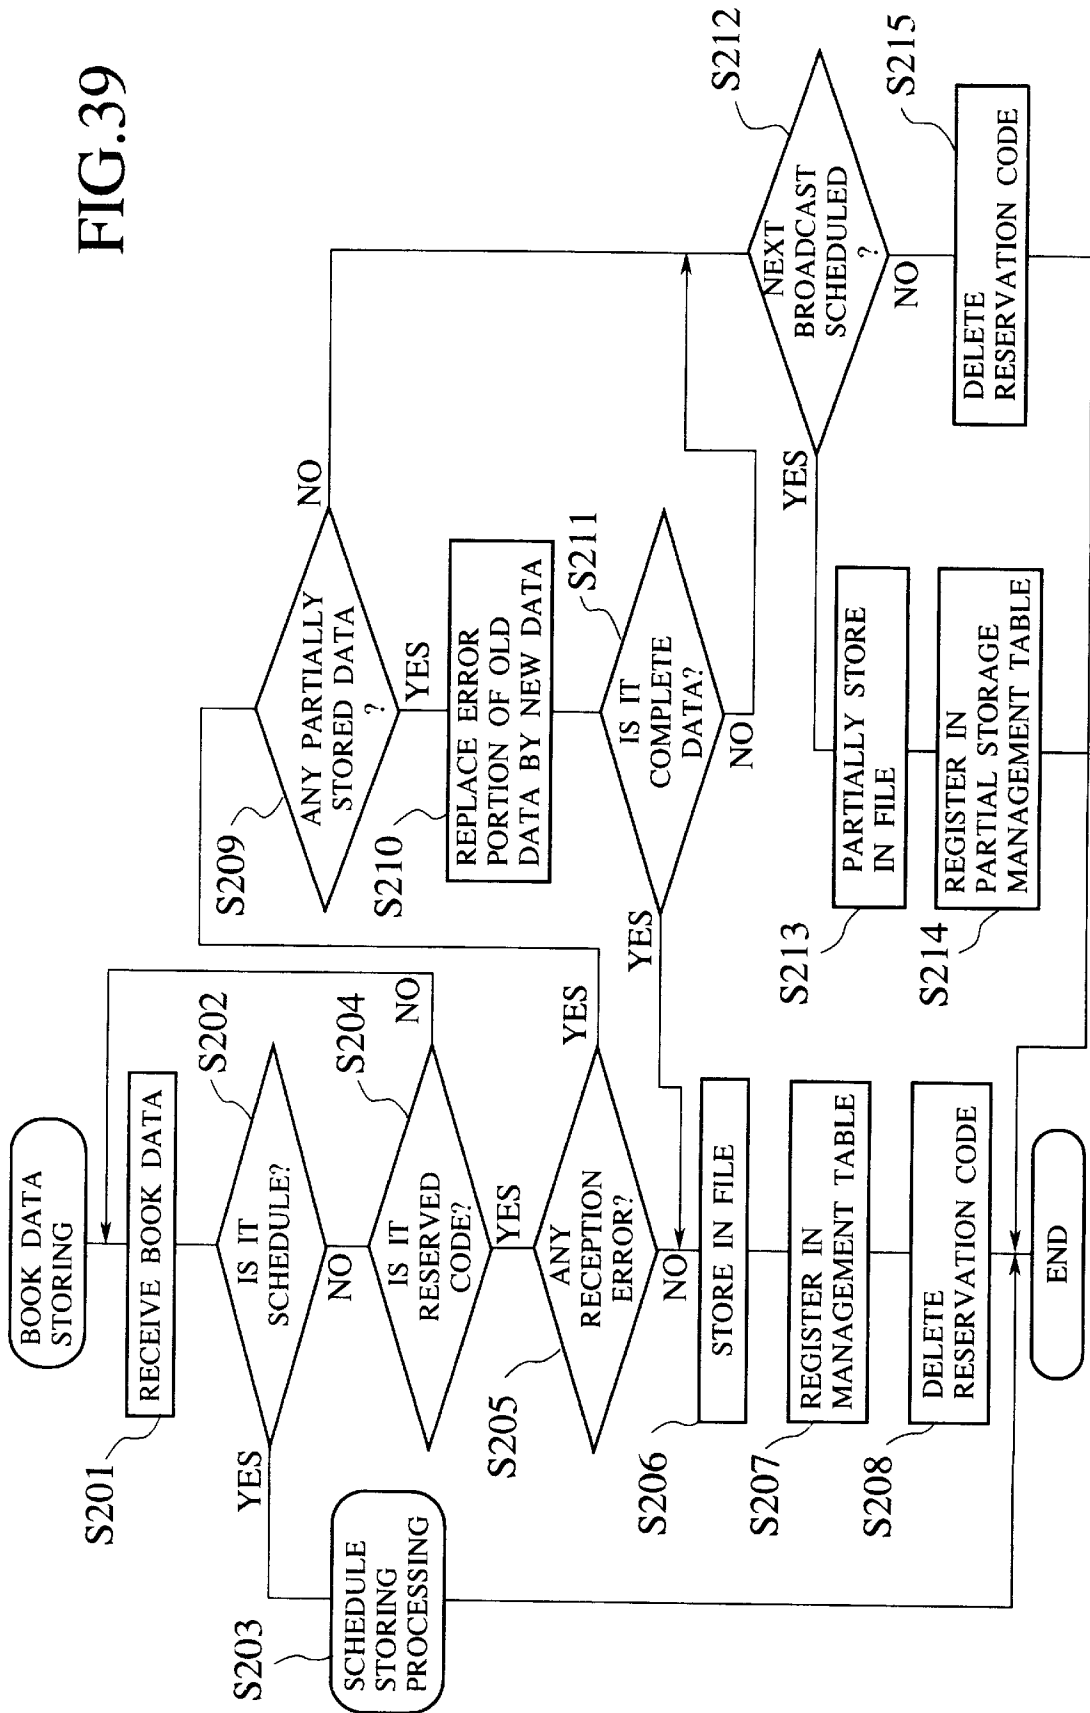 FIG.39
BOOK DATA
STORING
S201
RECEIVE BOOK DATA
S202
IS IT
SCHEDULE?
YES
NO
S203
SCHEDULE
STORING
PROCESSING
S204
IS IT
RESERVED
CODE?
NO
YES
S205
ANY
RECEPTION
ERROR?
YES
NO
S206
STORE IN FILE
S207
REGISTER IN
MANAGEMENT TABLE
S208
DELETE
RESERVATION CODE
END
S209
ANY PARTIALLY
STORED DATA
?
NO
YES
S210
REPLACE ERROR
PORTION OF OLD
DATA BY NEW DATA
S211
IS IT
COMPLETE
DATA?
YES
NO
S212
NEXT
BROADCAST
SCHEDULED
?
YES
NO
S213
PARTIALLY STORE
IN FILE
S214
REGISTER IN
PARTIAL STORAGE
MANAGEMENT TABLE
S215
DELETE
RESERVATION CODE